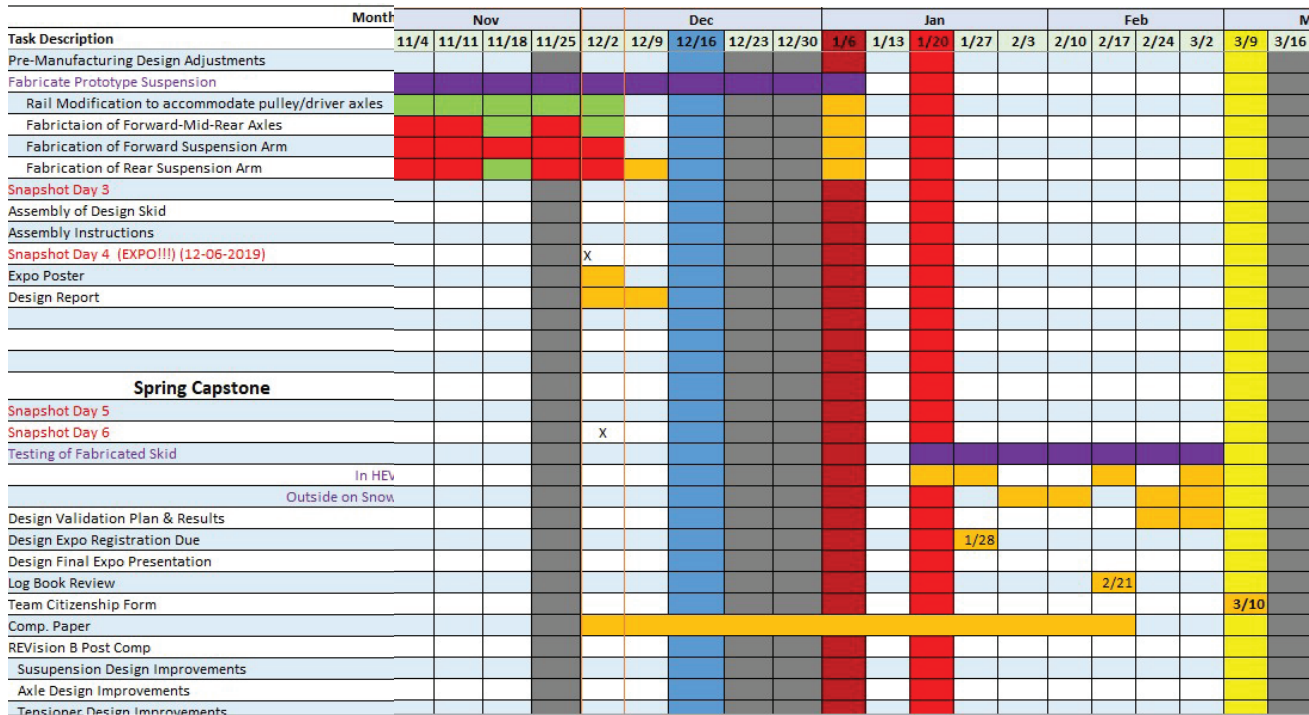 Month Nov Dec Jan Feb M
Task Description 11/4 11/11 11/18 11/25 12/2 12/9 12/16 12/23 12/30 1/6 1/13 1/20 1/27 2/3 2/10 2/17 2/24 3/2 3/9 3/16
Pre-Manufacturing Design Adjustments
Fabricate Prototype Suspension
Rail Modification to accommodate pulley/driver axles
Fabrictaion of Forward-Mid-Rear Axles
Fabrication of Forward Suspension Arm
Fabrication of Rear Suspension Arm
Snapshot Day 3
Assembly of Design Skid
Assembly Instructions
Snapshot Day 4 (EXPO!!!) (12-06-2019) X
Expo Poster
Design Report
Spring Capstone
Snapshot Day 5
Snapshot Day 6 X
Testing of Fabricated Skid
In HEV
Outside on Snow
Design Validation Plan & Results
Design Expo Registration Due 1/28
Design Final Expo Presentation
Log Book Review 2/21
Team Citizenship Form 3/10
Comp. Paper
REVision B Post Comp
Susupension Design Improvements
Axle Design Improvements
Tensioner Design Improvements